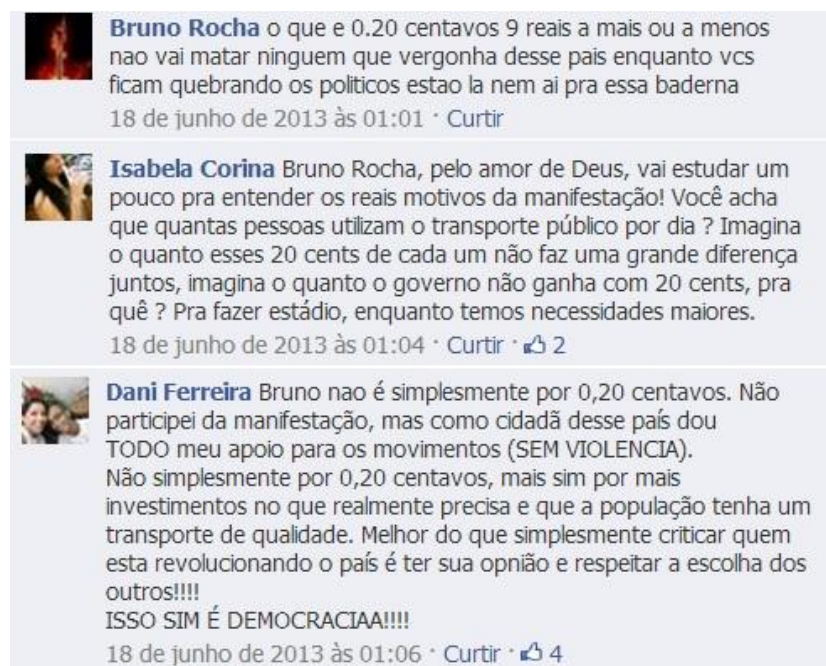 Bruno Rocha o que e 0.20 centavos 9 reais a mais ou a menos
nao vai matar ninguem que vergonha desse pais enquanto vcs
ficam quebrando os politicos estao la nem ai pra essa baderna
18 de junho de 2013 às 01:01 · Curtir
Isabela Corina Bruno Rocha, pelo amor de Deus, vai estudar um
pouco pra entender os reais motivos da manifestação! Você acha
que quantas pessoas utilizam o transporte público por dia ? Imagina
o quanto esses 20 cents de cada um não faz uma grande diferença
juntos, imagina o quanto o governo não ganha com 20 cents, pra
quê ? Pra fazer estádio, enquanto temos necessidades maiores.
18 de junho de 2013 às 01:04 · Curtir · 2
Dani Ferreira Bruno nao é simplesmente por 0,20 centavos. Não
participei da manifestação, mas como cidadã desse país dou
TODO meu apoio para os movimentos (SEM VIOLENCIA).
Não simplesmente por 0,20 centavos, mais sim por mais
investimentos no que realmente precisa e que a população tenha um
transporte de qualidade. Melhor do que simplesmente criticar quem
esta revolucionando o país é ter sua opnião e respeitar a escolha dos
outros!!!!
ISSO SIM É DEMOCRACIAA!!!!
18 de junho de 2013 às 01:06 · Curtir · 4